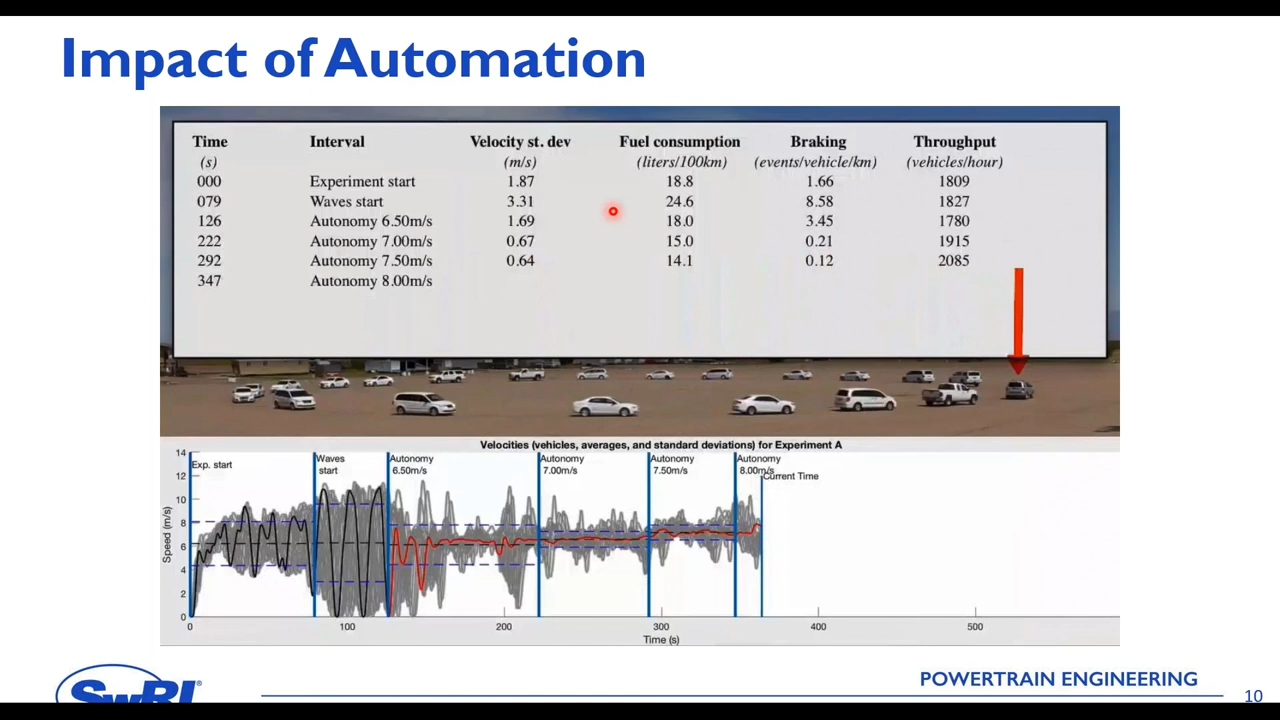 Impact of Automation
Time Interval Velocity st. dev Fuel consumption Braking Throughput
(s) (m/s) (liters/100km) (events/vehicle/km) (vehicles/hour)
000 Experiment start 1.87 18.8 1.66 1809
079 Waves start 3.31 24.6 8.58 1827
126 Autonomy 6.50m/s 1.69 18.0 3.45 1780
222 Autonomy 7.00m/s 0.67 15.0 0.21 1915
292 Autonomy 7.50m/s 0.64 14.1 0.12 2085
347 Autonomy 8.00m/s
Velocities (vehicles, averages, and standard deviations) for Experiment A
Exp. start
Waves
start
Autonomy
6.50m/s
Autonomy
7.00m/s
Autonomy
7.50m/s
Autonomy
8.00m/s
Current Time
Speed (m/s)
14
12
10
8
6
4
2
0
0 100 200 300 400 500
Time (s)
SwRI®
POWERTRAIN ENGINEERING
10